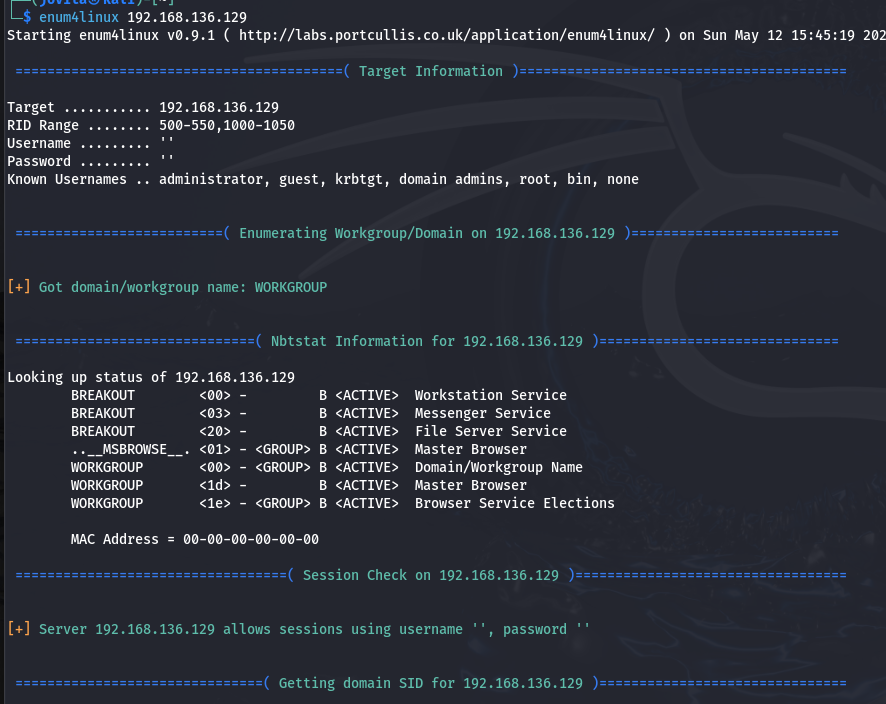 (jovita㉿kali)-[~]
└─$ enum4linux 192.168.136.129
Starting enum4linux v0.9.1 ( http://labs.portcullis.co.uk/application/enum4linux/ ) on Sun May 12 15:45:19 202
=========================================( Target Information )=========================================
Target ........... 192.168.136.129
RID Range ........ 500-550,1000-1050
Username ......... ''
Password ......... ''
Known Usernames .. administrator, guest, krbtgt, domain admins, root, bin, none
==========================( Enumerating Workgroup/Domain on 192.168.136.129 )==========================
[+] Got domain/workgroup name: WORKGROUP
==============================( Nbtstat Information for 192.168.136.129 )==============================
Looking up status of 192.168.136.129
BREAKOUT        <00> -         B <ACTIVE>  Workstation Service
BREAKOUT        <03> -         B <ACTIVE>  Messenger Service
BREAKOUT        <20> -         B <ACTIVE>  File Server Service
..__MSBROWSE__. <01> - <GROUP> B <ACTIVE>  Master Browser
WORKGROUP       <00> - <GROUP> B <ACTIVE>  Domain/Workgroup Name
WORKGROUP       <1d> -         B <ACTIVE>  Master Browser
WORKGROUP       <1e> - <GROUP> B <ACTIVE>  Browser Service Elections
MAC Address = 00-00-00-00-00-00
==================================( Session Check on 192.168.136.129 )==================================
[+] Server 192.168.136.129 allows sessions using username '', password ''
===============================( Getting domain SID for 192.168.136.129 )===============================